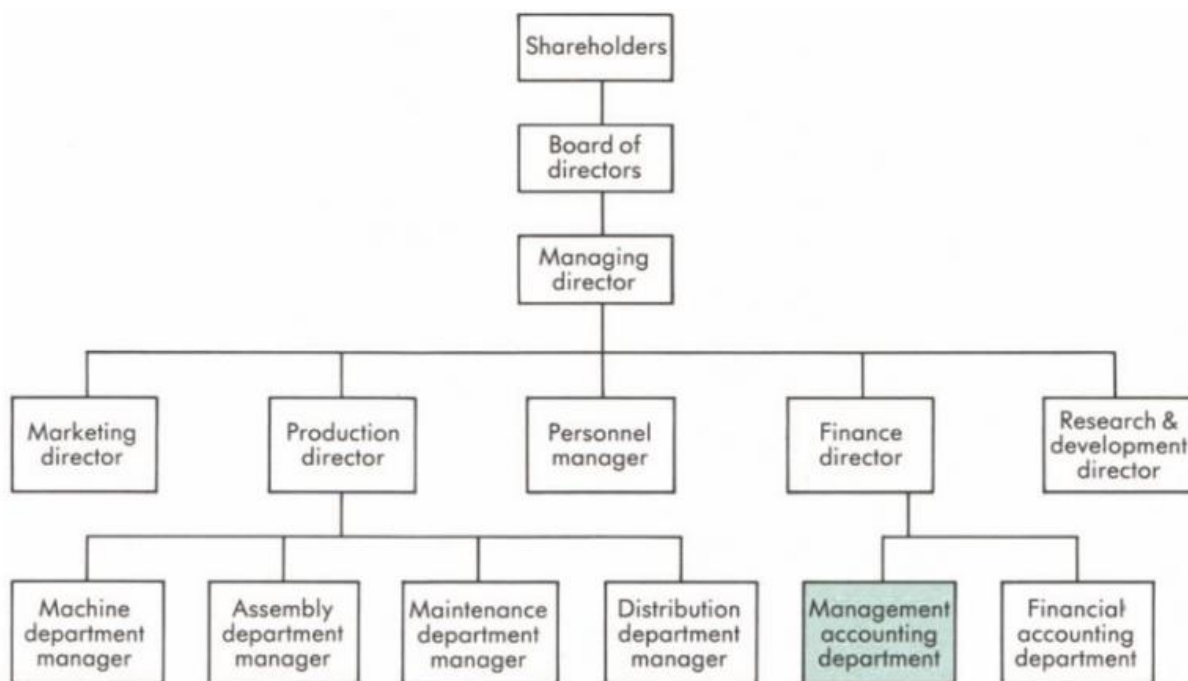 Shareholders
Board of
directors
Managing
director
Marketing
director
Production
director
Personnel
manager
Finance
director
Research &
development
director
Machine
department
manager
Assembly
department
manager
Maintenance
department
manager
Distribution
department
manager
Management
accounting
department
Financial
accounting
department